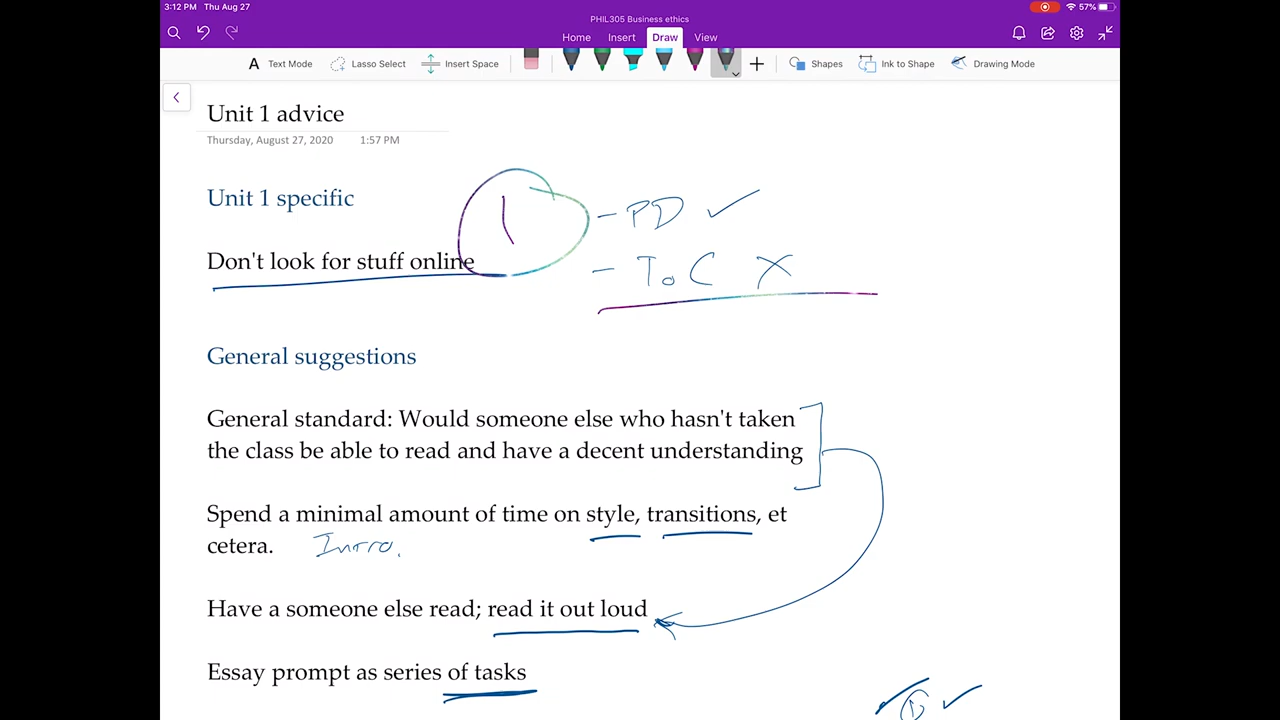 3:12 PM Thu Aug 27
57%
PHIL305 Business ethics
Home Insert Draw View
Text Mode Lasso Select Insert Space Shapes Ink to Shape Drawing Mode
Unit 1 advice
Thursday, August 27, 2020 1:57 PM
Unit 1 specific
- PD ✓
Don't look for stuff online
- ToC X
General suggestions
General standard: Would someone else who hasn't taken
the class be able to read and have a decent understanding
Spend a minimal amount of time on style, transitions, et
cetera. Intro.
Have a someone else read; read it out loud
Essay prompt as series of tasks
① ✓